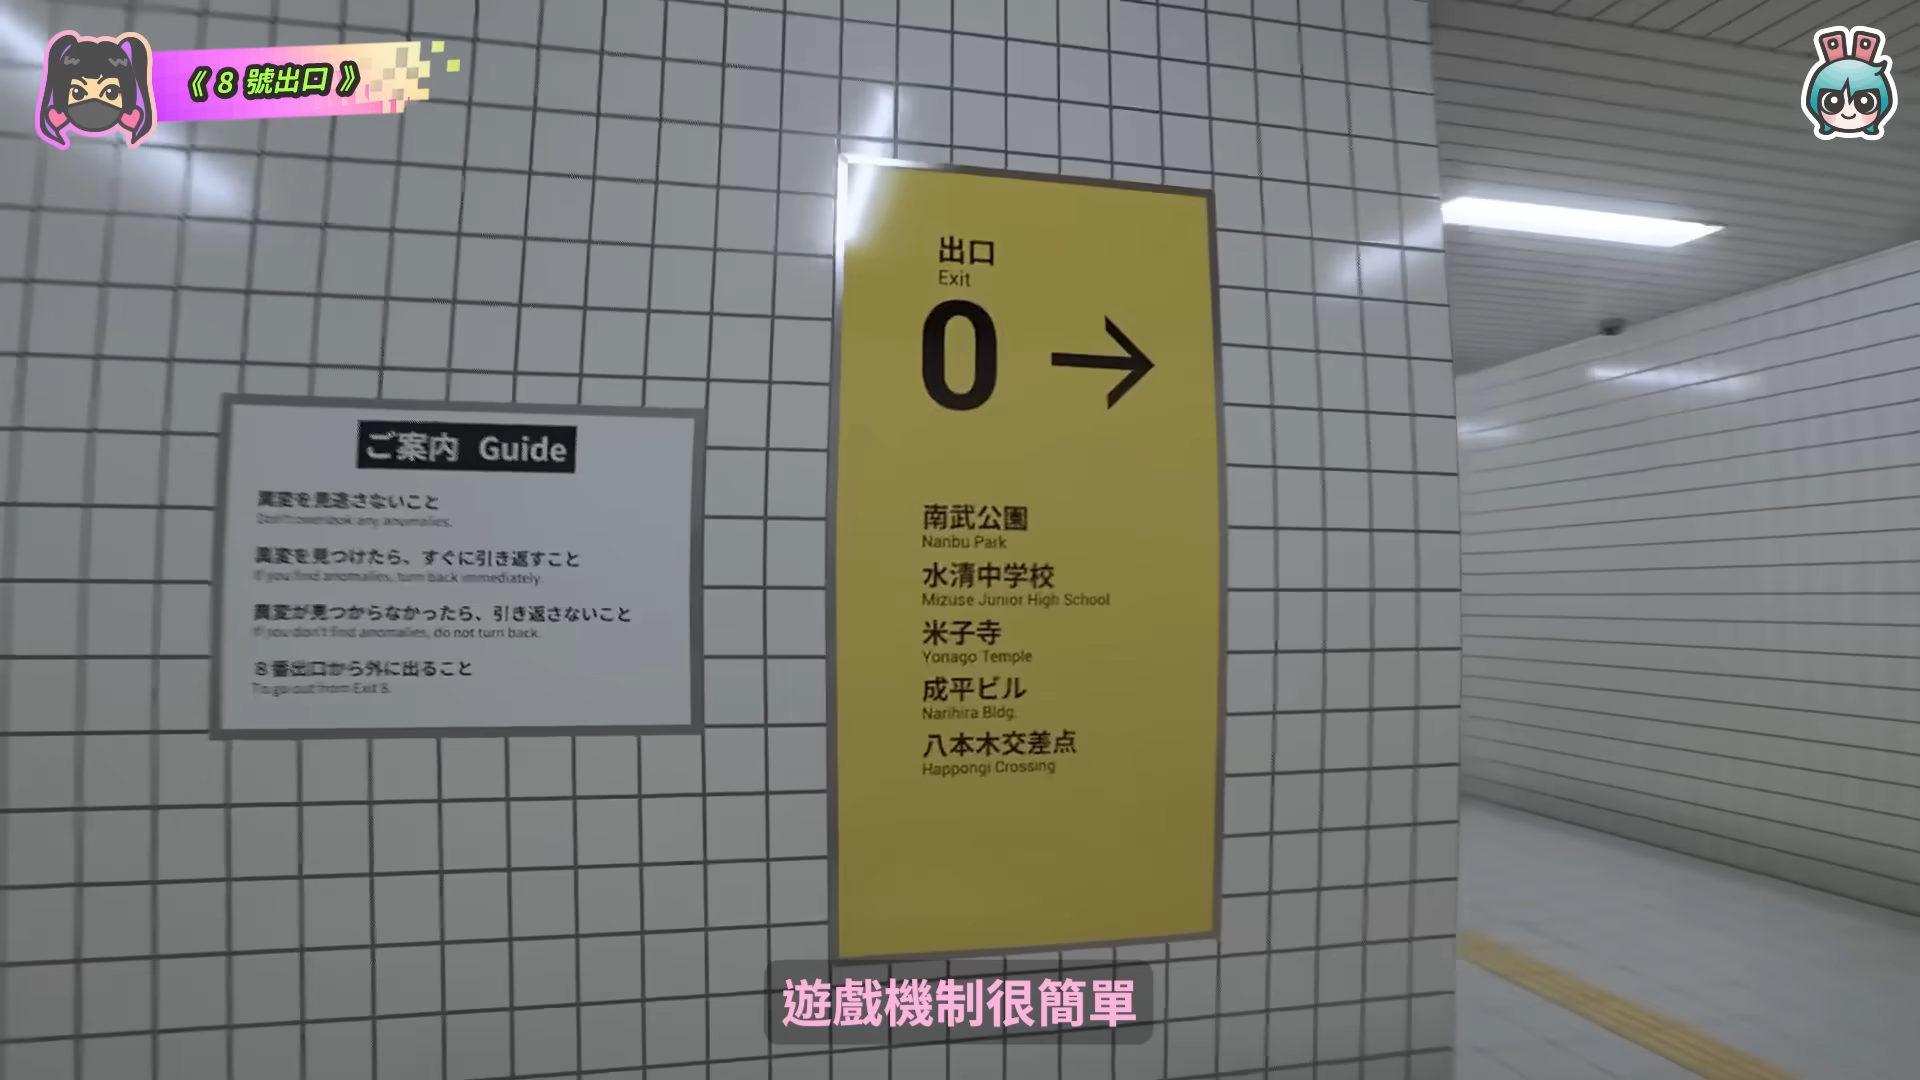 《 8 號出口 》
出口
Exit
0 →
ご案内 Guide
異変を見逃さないこと
Don't overlook any anomalies.
異変を見つけたら、すぐに引き返すこと
If you find anomalies, turn back immediately.
異変が見つからなかったら、引き返さないこと
If you don't find anomalies, do not turn back.
8番出口から外に出ること
To go out from Exit 8.
南武公園
Nanbu Park
水清中学校
Mizuse Junior High School
米子寺
Yonago Temple
成平ビル
Narihira Bldg.
八本木交差点
Happongi Crossing
遊戲機制很簡單